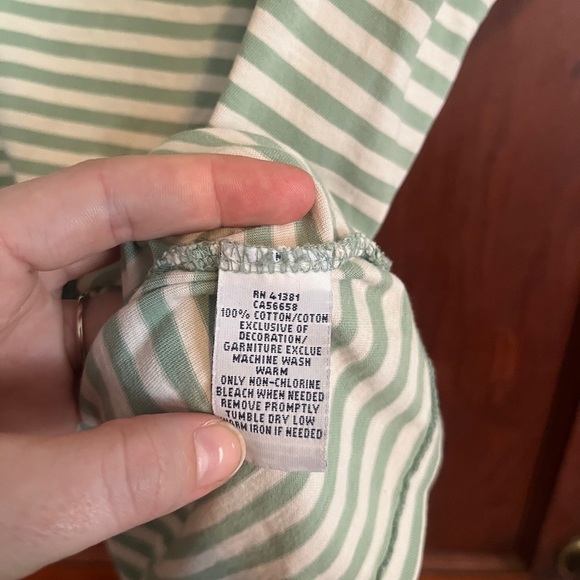 RN 41381
CA56658
100% COTTON/COTON
EXCLUSIVE OF
DECORATION/
GARNITURE EXCLUE
MACHINE WASH
WARM
ONLY NON-CHLORINE
BLEACH WHEN NEEDED
REMOVE PROMPTLY
TUMBLE DRY LOW
WARM IRON IF NEEDED